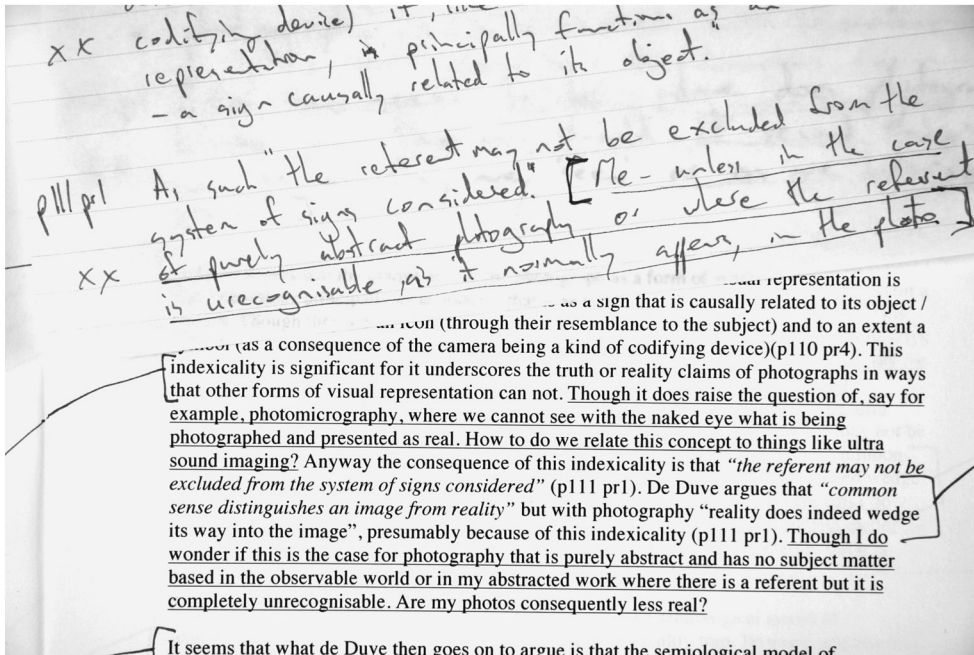 xx codifying device) it, like
representation, is principally functions as an
- a sign causally related to its object."
p111 pr1 As such "the referent may not be excluded from the
system of signs considered." [Me - unless in the case
xx of purely abstract photography or where the referent
is urecognisable as it normally appears in the photo]
representation is
as a sign that is causally related to its object /
icon (through their resemblance to the subject) and to an extent a
(as a consequence of the camera being a kind of codifying device)(p110 pr4). This
indexicality is significant for it underscores the truth or reality claims of photographs in ways
that other forms of visual representation can not. Though it does raise the question of, say for
example, photomicrography, where we cannot see with the naked eye what is being
photographed and presented as real. How to do we relate this concept to things like ultra
sound imaging? Anyway the consequence of this indexicality is that “the referent may not be
excluded from the system of signs considered” (p111 pr1). De Duve argues that “common
sense distinguishes an image from reality” but with photography “reality does indeed wedge
its way into the image”, presumably because of this indexicality (p111 pr1). Though I do
wonder if this is the case for photography that is purely abstract and has no subject matter
based in the observable world or in my abstracted work where there is a referent but it is
completely unrecognisable. Are my photos consequently less real?
It seems that what de Duve then goes on to argue is that the semiological model of